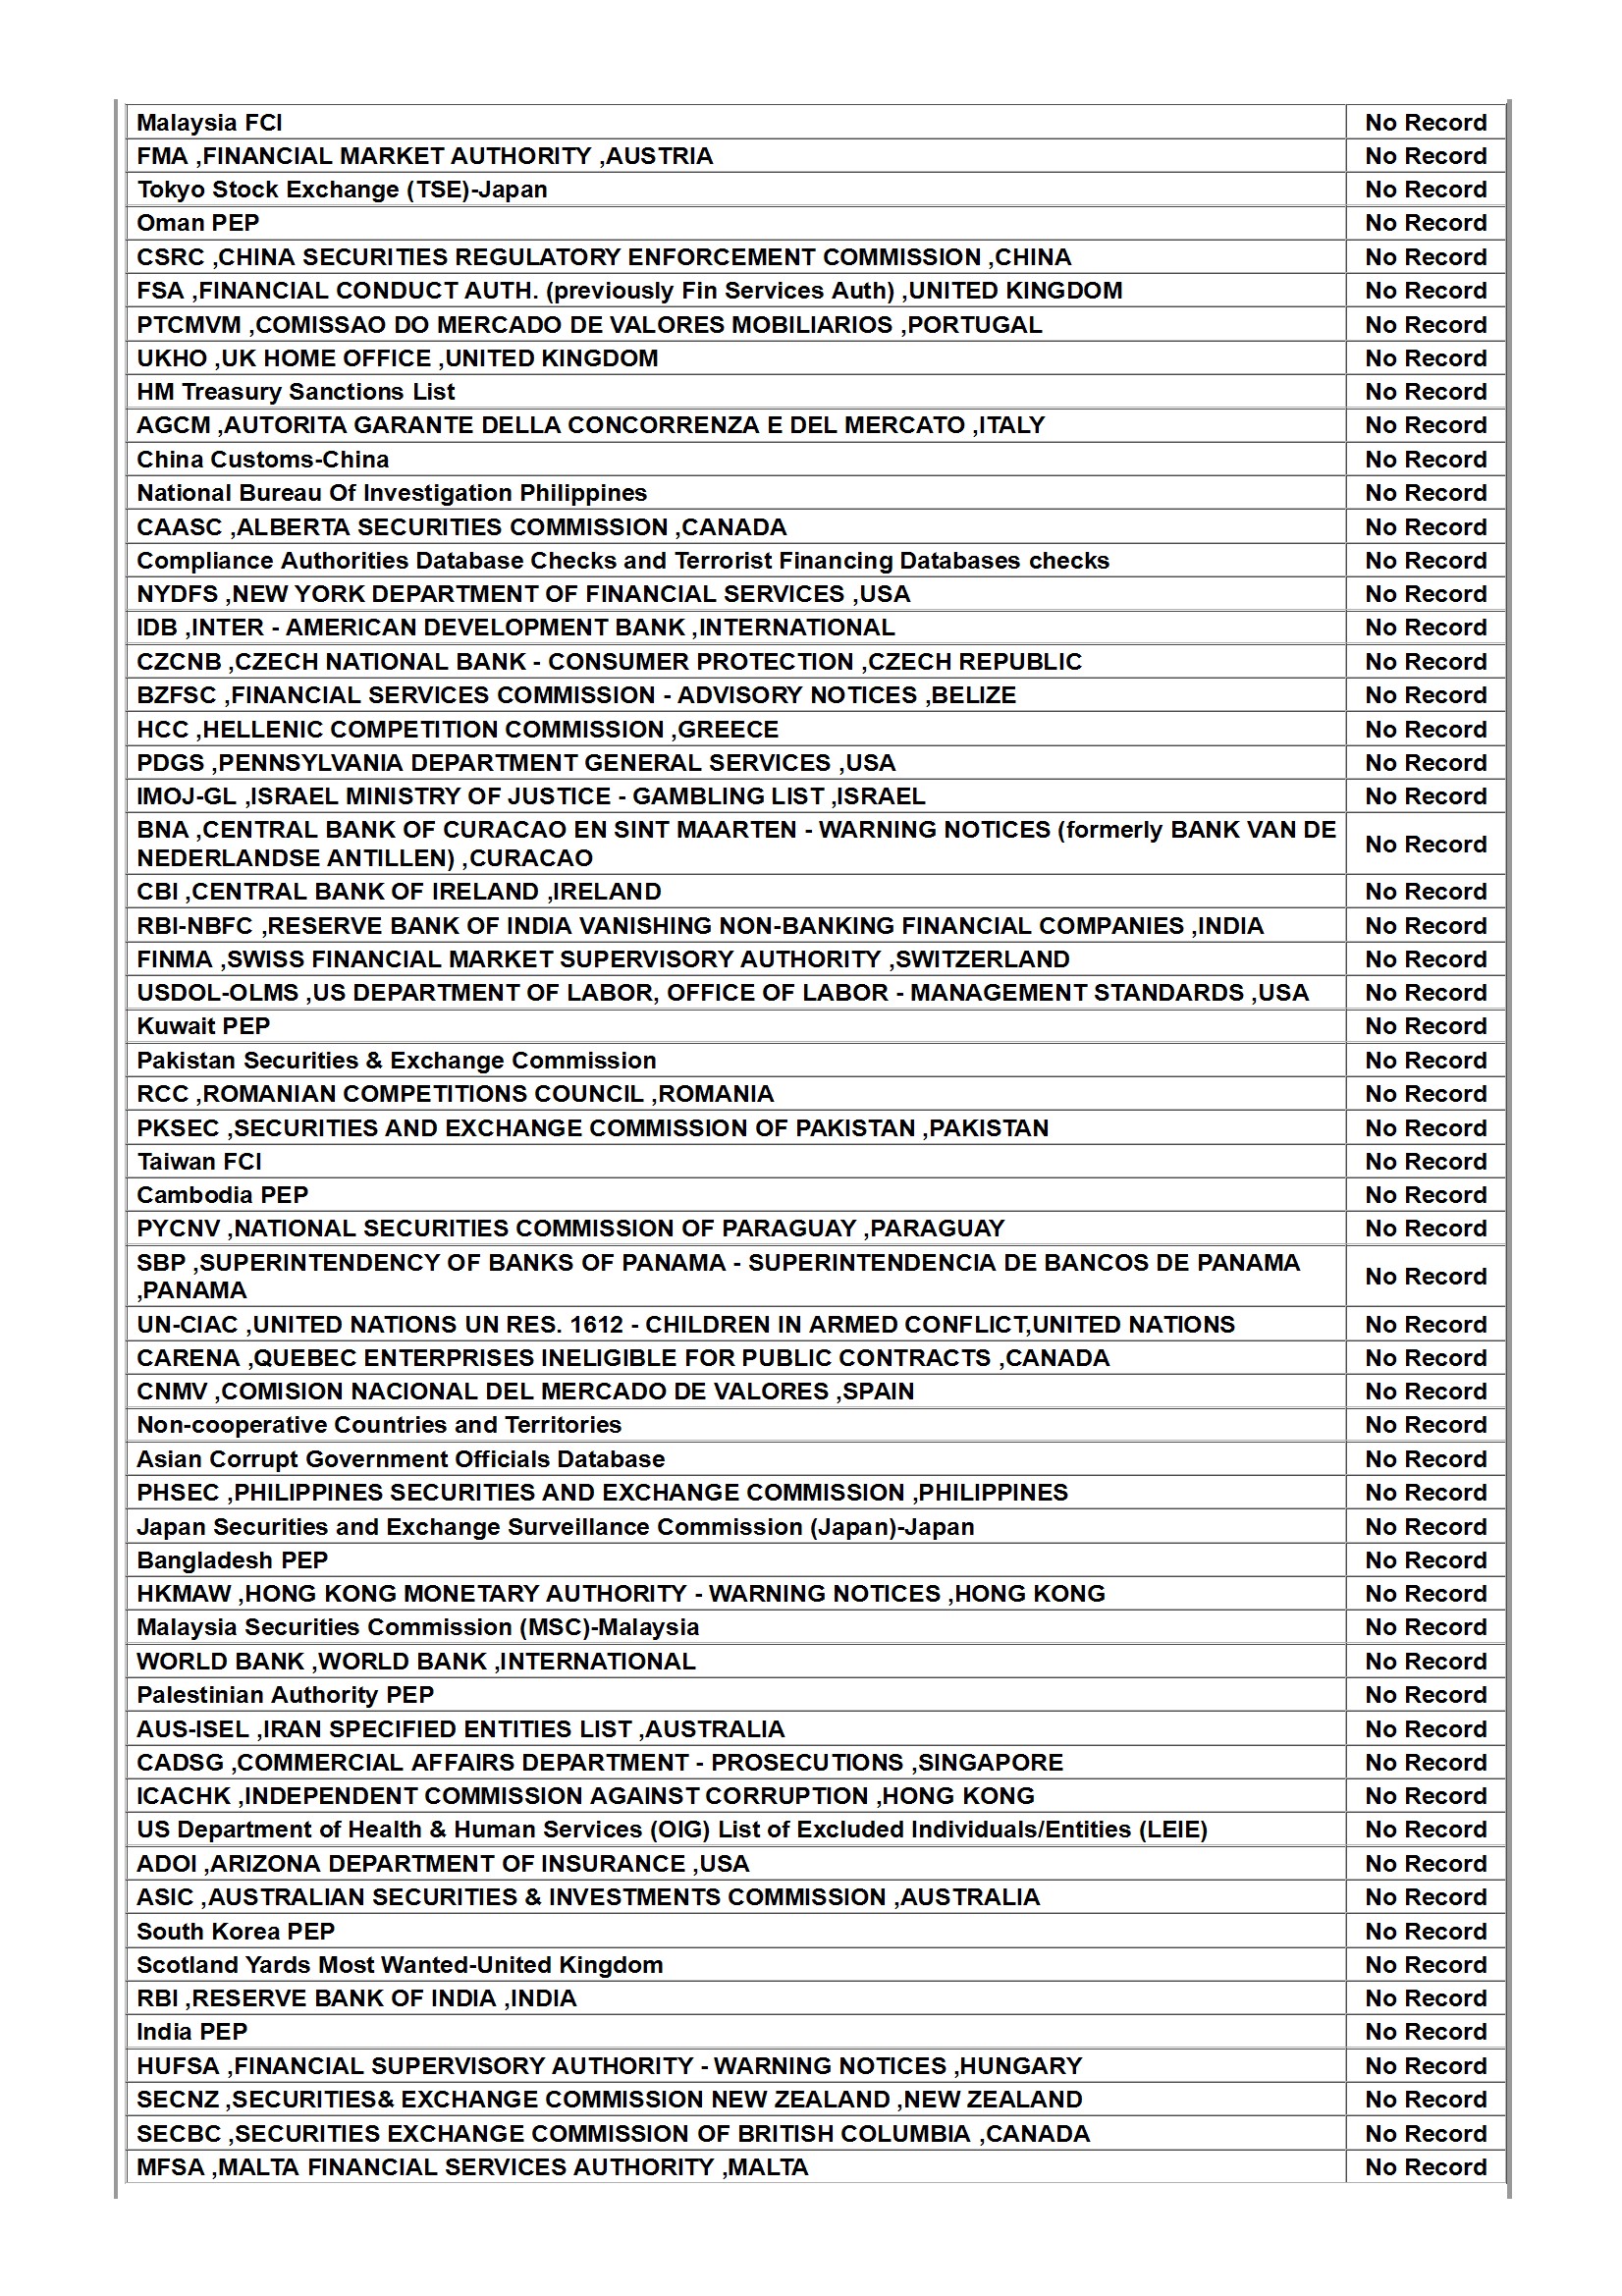 Malaysia FCI No Record
FMA ,FINANCIAL MARKET AUTHORITY ,AUSTRIA No Record
Tokyo Stock Exchange (TSE)-Japan No Record
Oman PEP No Record
CSRC ,CHINA SECURITIES REGULATORY ENFORCEMENT COMMISSION ,CHINA No Record
FSA ,FINANCIAL CONDUCT AUTH. (previously Fin Services Auth) ,UNITED KINGDOM No Record
PTCMVM ,COMISSAO DO MERCADO DE VALORES MOBILIARIOS ,PORTUGAL No Record
UKHO ,UK HOME OFFICE ,UNITED KINGDOM No Record
HM Treasury Sanctions List No Record
AGCM ,AUTORITA GARANTE DELLA CONCORRENZA E DEL MERCATO ,ITALY No Record
China Customs-China No Record
National Bureau Of Investigation Philippines No Record
CAASC ,ALBERTA SECURITIES COMMISSION ,CANADA No Record
Compliance Authorities Database Checks and Terrorist Financing Databases checks No Record
NYDFS ,NEW YORK DEPARTMENT OF FINANCIAL SERVICES ,USA No Record
IDB ,INTER - AMERICAN DEVELOPMENT BANK ,INTERNATIONAL No Record
CZCNB ,CZECH NATIONAL BANK - CONSUMER PROTECTION ,CZECH REPUBLIC No Record
BZFSC ,FINANCIAL SERVICES COMMISSION - ADVISORY NOTICES ,BELIZE No Record
HCC ,HELLENIC COMPETITION COMMISSION ,GREECE No Record
PDGS ,PENNSYLVANIA DEPARTMENT GENERAL SERVICES ,USA No Record
IMOJ-GL ,ISRAEL MINISTRY OF JUSTICE - GAMBLING LIST ,ISRAEL No Record
BNA ,CENTRAL BANK OF CURACAO EN SINT MAARTEN - WARNING NOTICES (formerly BANK VAN DE
NEDERLANDSE ANTILLEN) ,CURACAO No Record
CBI ,CENTRAL BANK OF IRELAND ,IRELAND No Record
RBI-NBFC ,RESERVE BANK OF INDIA VANISHING NON-BANKING FINANCIAL COMPANIES ,INDIA No Record
FINMA ,SWISS FINANCIAL MARKET SUPERVISORY AUTHORITY ,SWITZERLAND No Record
USDOL-OLMS ,US DEPARTMENT OF LABOR, OFFICE OF LABOR - MANAGEMENT STANDARDS ,USA No Record
Kuwait PEP No Record
Pakistan Securities & Exchange Commission No Record
RCC ,ROMANIAN COMPETITIONS COUNCIL ,ROMANIA No Record
PKSEC ,SECURITIES AND EXCHANGE COMMISSION OF PAKISTAN ,PAKISTAN No Record
Taiwan FCI No Record
Cambodia PEP No Record
PYCNV ,NATIONAL SECURITIES COMMISSION OF PARAGUAY ,PARAGUAY No Record
SBP ,SUPERINTENDENCY OF BANKS OF PANAMA - SUPERINTENDENCIA DE BANCOS DE PANAMA
,PANAMA No Record
UN-CIAC ,UNITED NATIONS UN RES. 1612 - CHILDREN IN ARMED CONFLICT,UNITED NATIONS No Record
CARENA ,QUEBEC ENTERPRISES INELIGIBLE FOR PUBLIC CONTRACTS ,CANADA No Record
CNMV ,COMISION NACIONAL DEL MERCADO DE VALORES ,SPAIN No Record
Non-cooperative Countries and Territories No Record
Asian Corrupt Government Officials Database No Record
PHSEC ,PHILIPPINES SECURITIES AND EXCHANGE COMMISSION ,PHILIPPINES No Record
Japan Securities and Exchange Surveillance Commission (Japan)-Japan No Record
Bangladesh PEP No Record
HKMAW ,HONG KONG MONETARY AUTHORITY - WARNING NOTICES ,HONG KONG No Record
Malaysia Securities Commission (MSC)-Malaysia No Record
WORLD BANK ,WORLD BANK ,INTERNATIONAL No Record
Palestinian Authority PEP No Record
AUS-ISEL ,IRAN SPECIFIED ENTITIES LIST ,AUSTRALIA No Record
CADSG ,COMMERCIAL AFFAIRS DEPARTMENT - PROSECUTIONS ,SINGAPORE No Record
ICACHK ,INDEPENDENT COMMISSION AGAINST CORRUPTION ,HONG KONG No Record
US Department of Health & Human Services (OIG) List of Excluded Individuals/Entities (LEIE) No Record
ADOI ,ARIZONA DEPARTMENT OF INSURANCE ,USA No Record
ASIC ,AUSTRALIAN SECURITIES & INVESTMENTS COMMISSION ,AUSTRALIA No Record
South Korea PEP No Record
Scotland Yards Most Wanted-United Kingdom No Record
RBI ,RESERVE BANK OF INDIA ,INDIA No Record
India PEP No Record
HUFSA ,FINANCIAL SUPERVISORY AUTHORITY - WARNING NOTICES ,HUNGARY No Record
SECNZ ,SECURITIES& EXCHANGE COMMISSION NEW ZEALAND ,NEW ZEALAND No Record
SECBC ,SECURITIES EXCHANGE COMMISSION OF BRITISH COLUMBIA ,CANADA No Record
MFSA ,MALTA FINANCIAL SERVICES AUTHORITY ,MALTA No Record